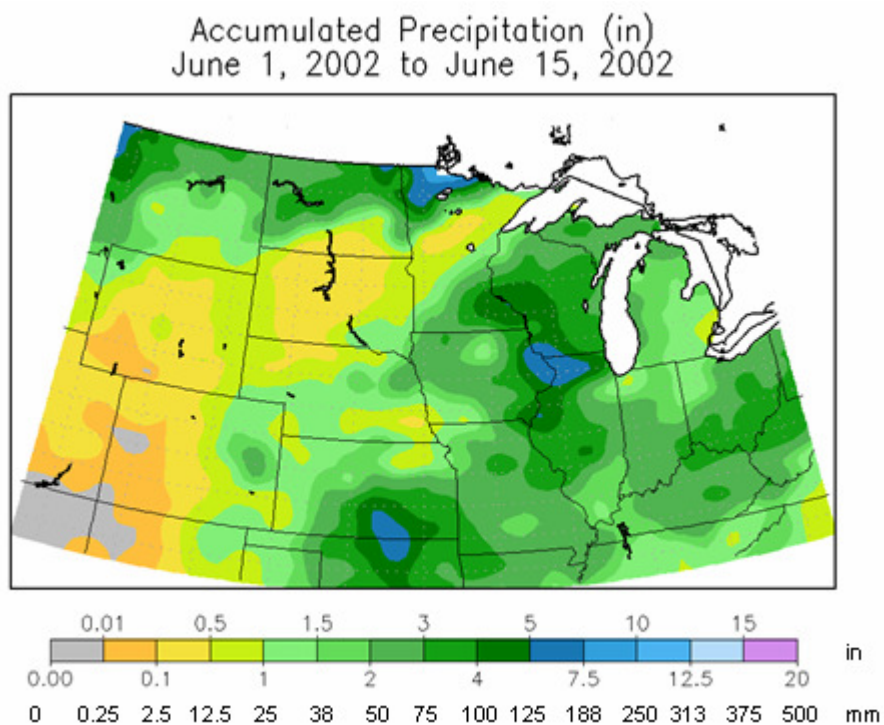 Accumulated Precipitation (in)
June 1, 2002 to June 15, 2002
0.01 0.5 1.5 3 5 10 15
in
0.00 0.1 1 2 4 7.5 12.5 20
0 0.25 2.5 12.5 25 38 50 75 100 125 188 250 313 375 500 mm